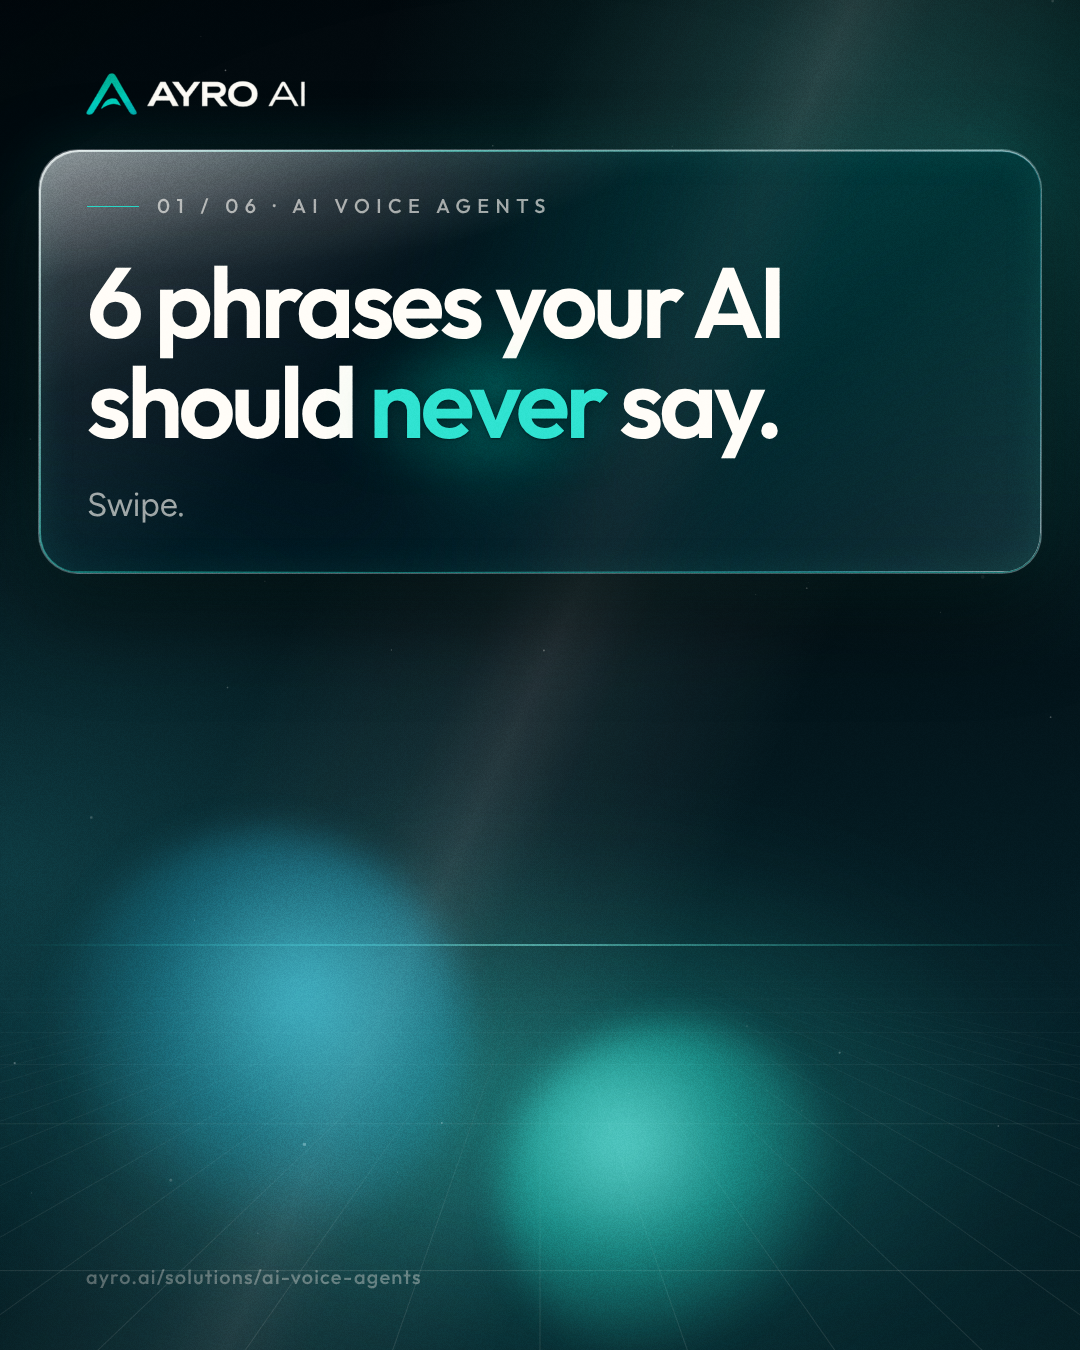 AYRO AI
01 / 06 · AI VOICE AGENTS
6 phrases your AI
should never say.
Swipe.
ayro.ai/solutions/ai-voice-agents